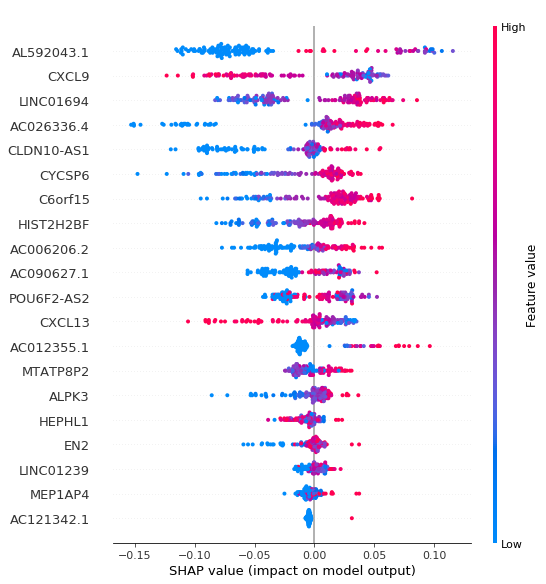 High
AL592043.1
CXCL9
LINC01694
AC026336.4
CLDN10-AS1
CYCSP6
C6orf15
HIST2H2BF
AC006206.2
AC090627.1
POU6F2-AS2
CXCL13
AC012355.1
MTATP8P2
ALPK3
HEPHL1
EN2
LINC01239
MEP1AP4
AC121342.1
Feature value
Low
−0.15 −0.10 −0.05 0.00 0.05 0.10
SHAP value (impact on model output)